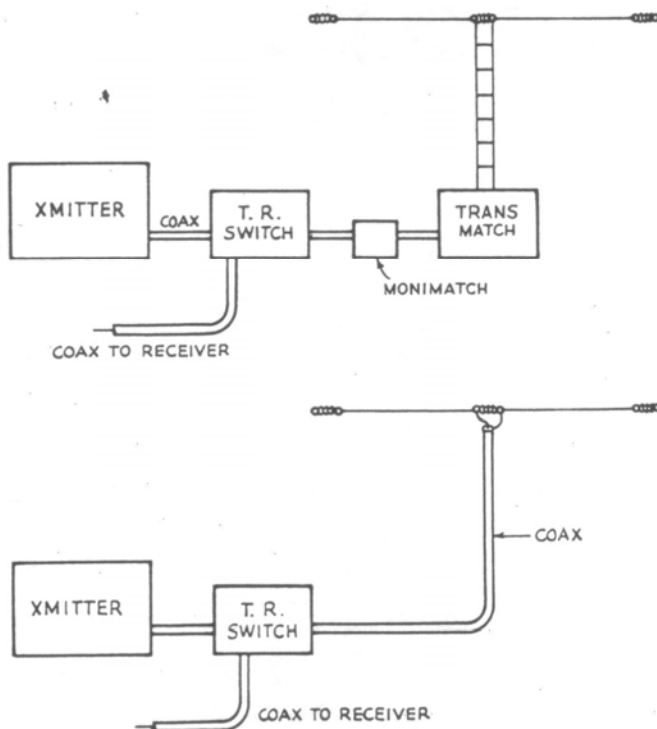 XMITTER
COAX
T. R.
SWITCH
TRANS
MATCH
MONIMATCH
COAX TO RECEIVER
COAX
XMITTER
T. R.
SWITCH
COAX TO RECEIVER